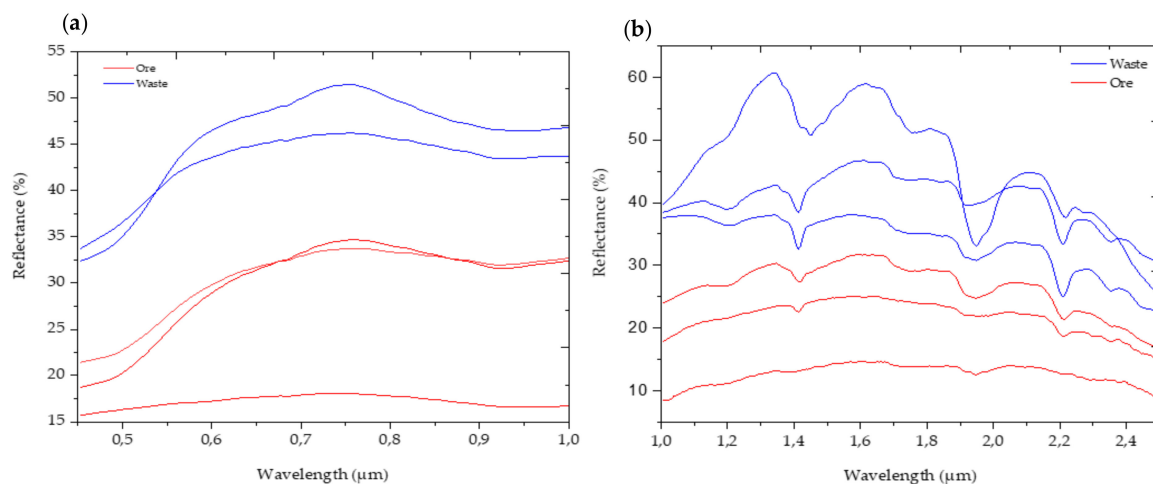 (a)
55
50
45
40
35
30
25
20
15
Reflectance (%)
Ore
Waste
0,5
0,6
0,7
0,8
0,9
1,0
Wavelength (µm)
(b)
60
50
40
30
20
10
Reflectance (%)
Waste
Ore
1,0
1,2
1,4
1,6
1,8
2,0
2,2
2,4
Wavelength (µm)